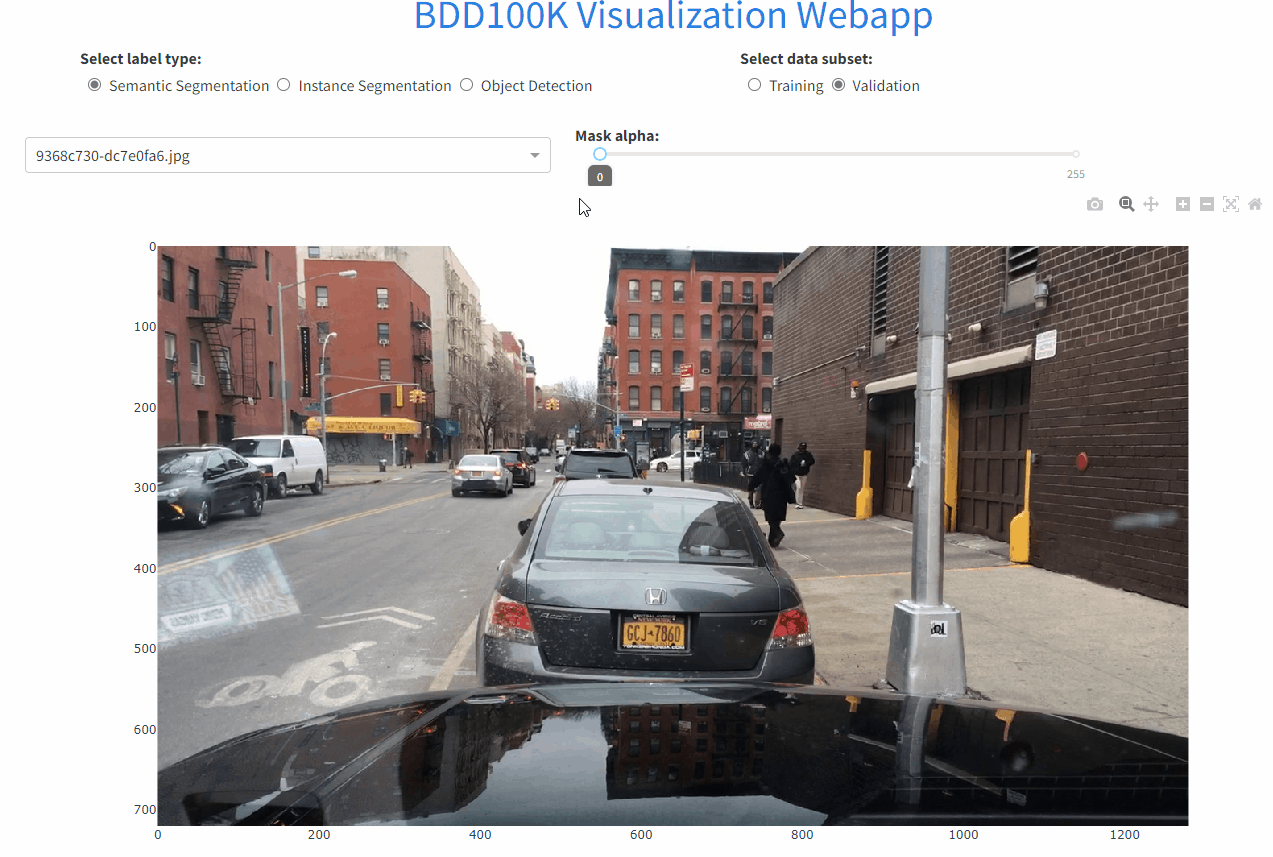 BDD100K Visualization Webapp
Select label type:
Select data subset:
Semantic Segmentation
Instance Segmentation
Object Detection
Training
Validation
9368c730-dc7e0fa6.jpg
Mask alpha:
0
255
0
100
200
300
400
500
600
700
GCJ 7860
V6
0
200
400
600
800
1000
1200